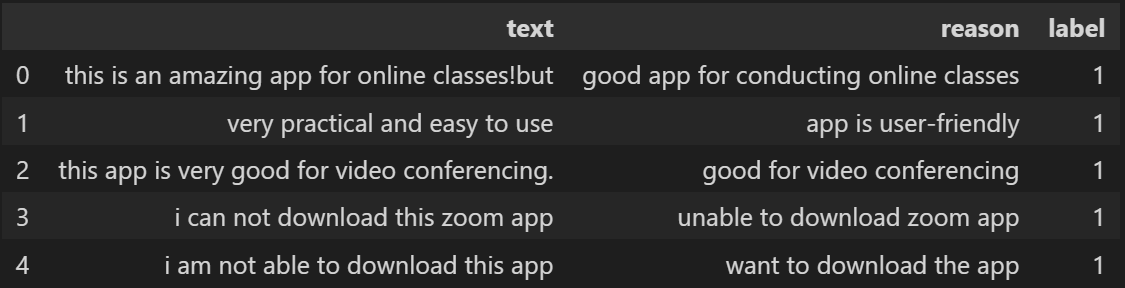 text reason label
0 this is an amazing app for online classes!but good app for conducting online classes 1
1 very practical and easy to use app is user-friendly 1
2 this app is very good for video conferencing. good for video conferencing 1
3 i can not download this zoom app unable to download zoom app 1
4 i am not able to download this app want to download the app 1